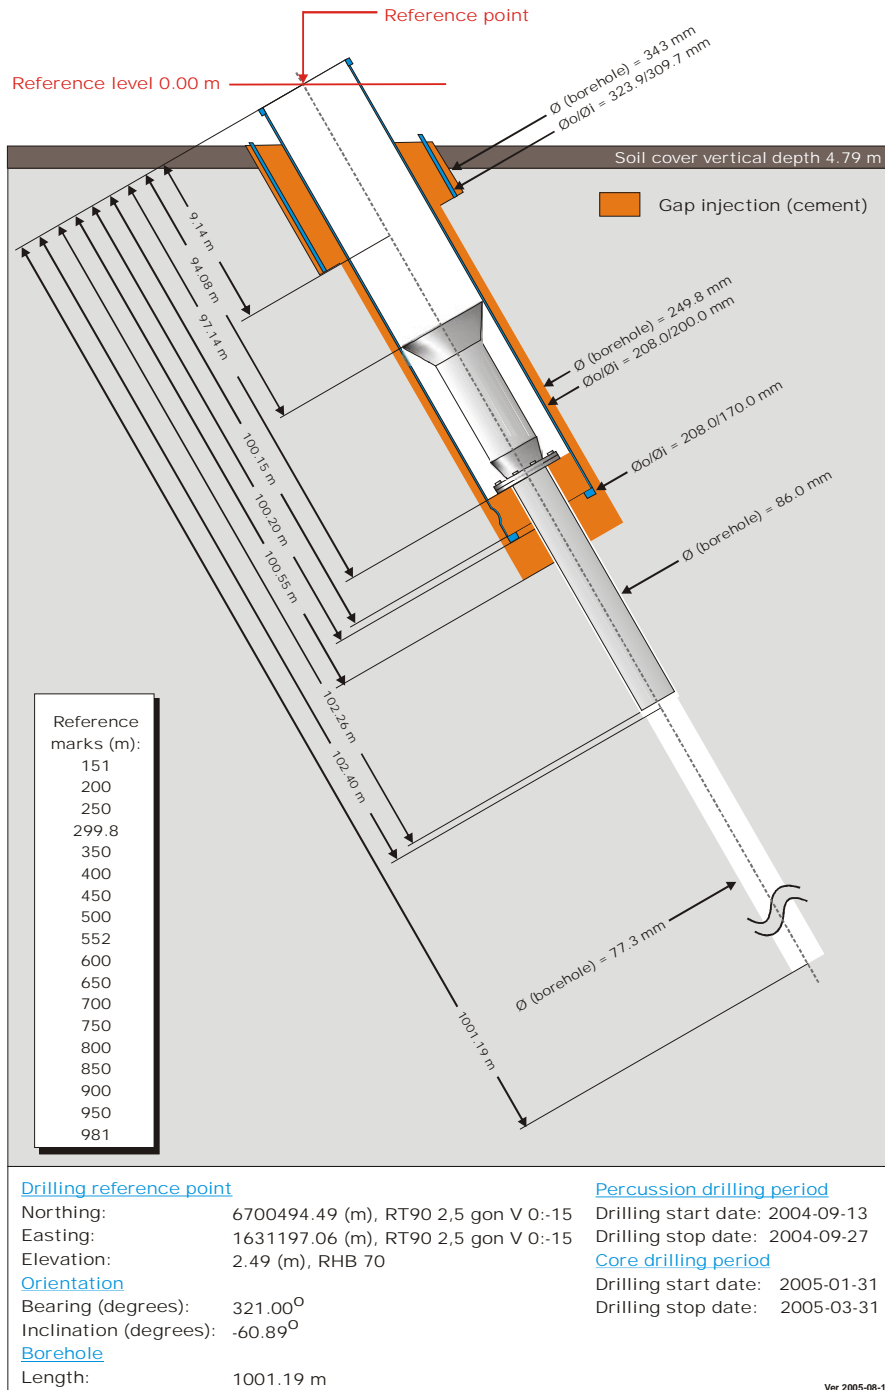 Reference point
Reference level 0.00 m
Ø (borehole) = 343 mm
Øo/Øi = 323.9/309.7 mm
Soil cover vertical depth 4.79 m
Gap injection (cement)
9.14 m
94.08 m
97.14 m
Ø (borehole) = 249.8 mm
Øo/Øi = 208.0/200.0 mm
Øo/Øi = 208.0/170.0 mm
100.15 m
100.20 m
100.55 m
Ø (borehole) = 86.0 mm
102.26 m
102.40 m
Reference
marks (m):
151
200
250
299.8
350
400
450
500
552
600
650
700
750
800
850
900
950
981
Ø (borehole) = 77.3 mm
1001.19 m
Drilling reference point
Northing: 6700494.49 (m), RT90 2,5 gon V 0:-15
Easting: 1631197.06 (m), RT90 2,5 gon V 0:-15
Elevation: 2.49 (m), RHB 70
Orientation
Bearing (degrees): 321.00°
Inclination (degrees): -60.89°
Borehole
Length: 1001.19 m
Percussion drilling period
Drilling start date: 2004-09-13
Drilling stop date: 2004-09-27
Core drilling period
Drilling start date: 2005-01-31
Drilling stop date: 2005-03-31
Ver 2005-08-1